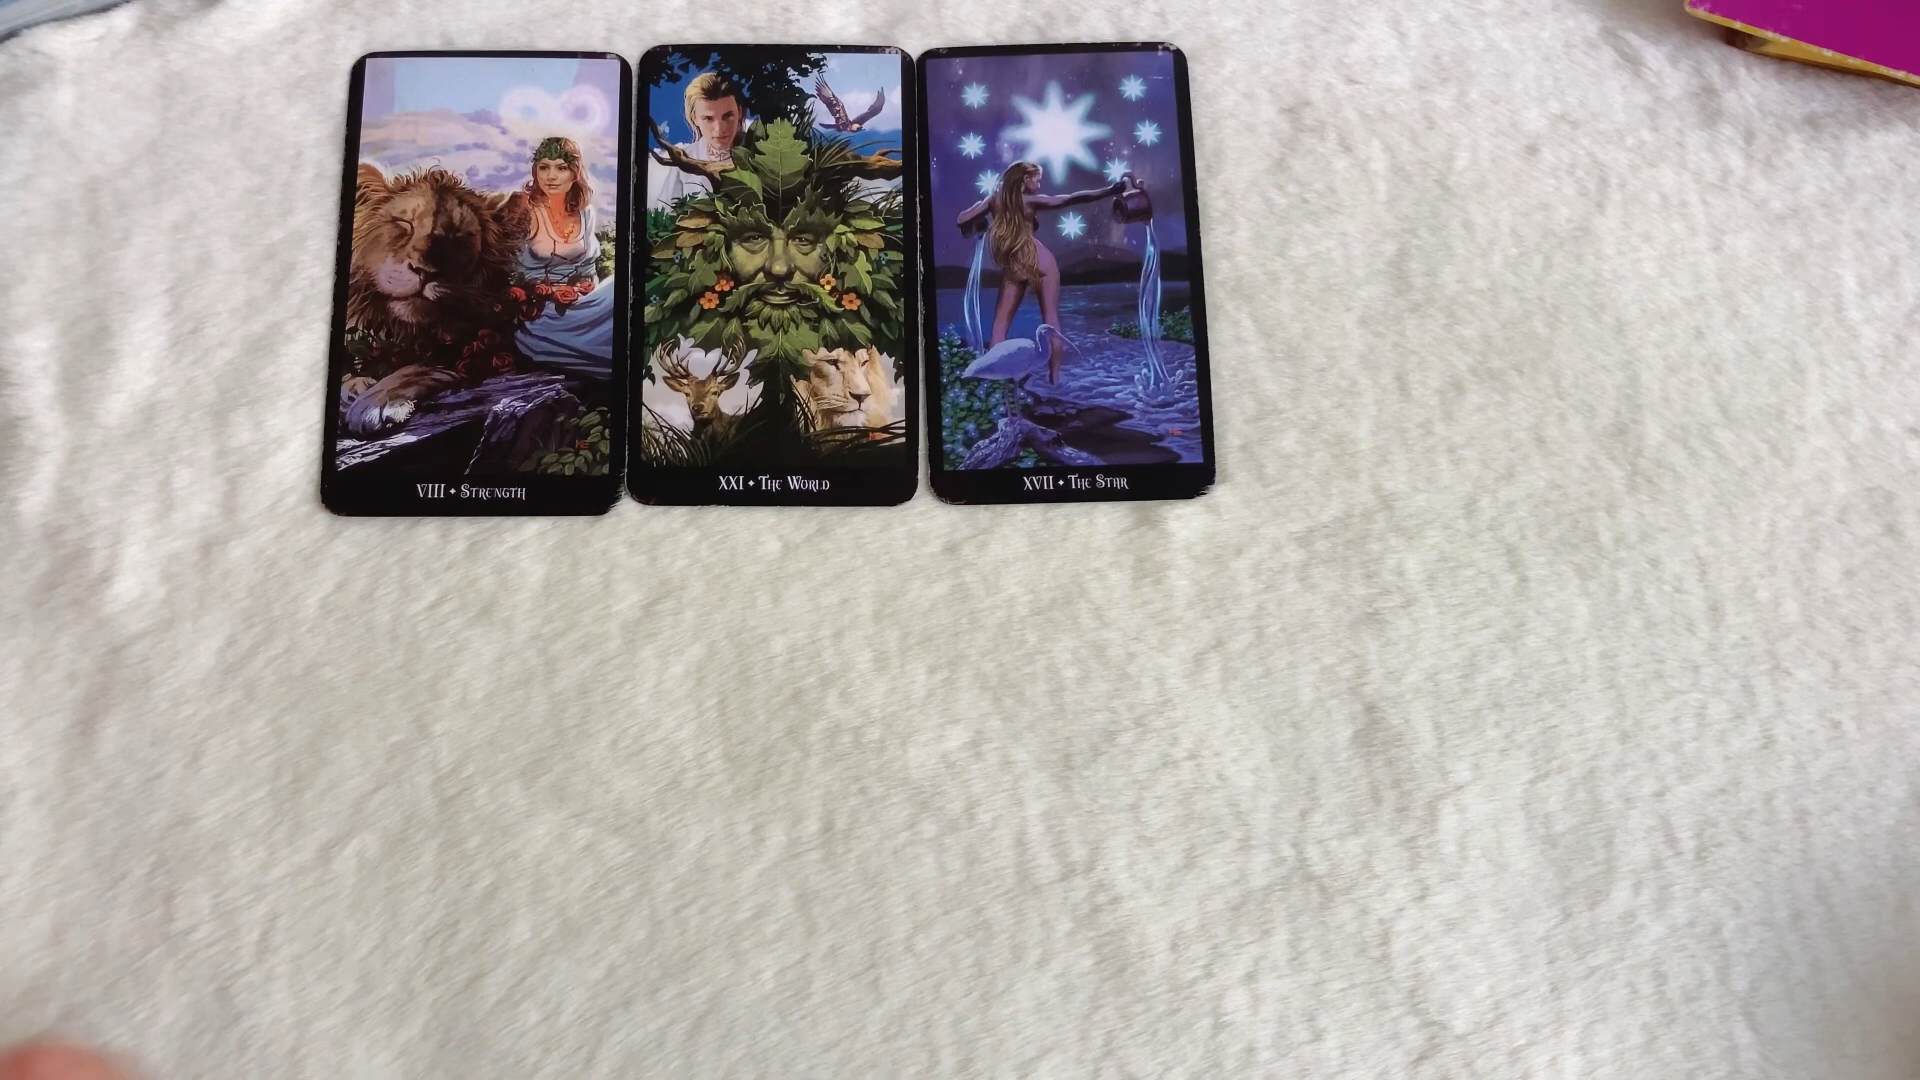 VIII ✦ Strength
XXI ✦ The World
XVII ✦ The Star